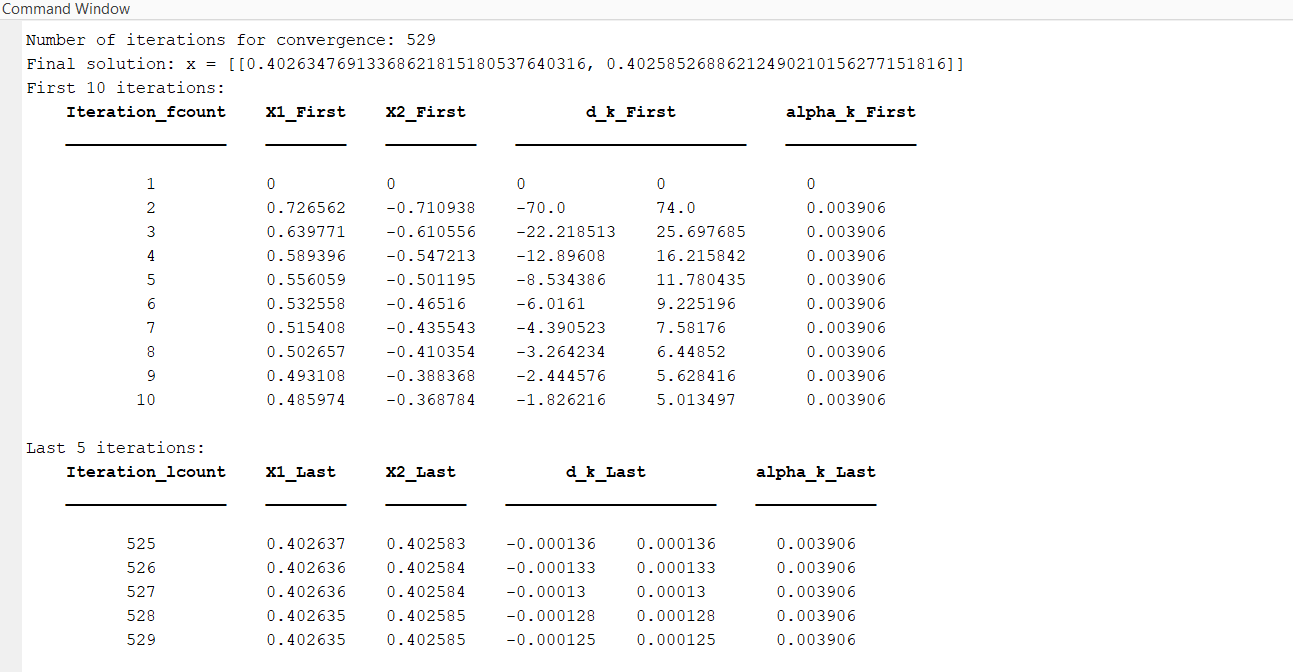 Command Window
Number of iterations for convergence: 529
Final solution: x = [[0.40263476913368621815180537640316, 0.40258526886212490210156277151816]]
First 10 iterations:
Iteration_fcount X1_First X2_First d_k_First alpha_k_First
1 0 0 0 0 0
2 0.726562 -0.710938 -70.0 74.0 0.003906
3 0.639771 -0.610556 -22.218513 25.697685 0.003906
4 0.589396 -0.547213 -12.89608 16.215842 0.003906
5 0.556059 -0.501195 -8.534386 11.780435 0.003906
6 0.532558 -0.46516 -6.0161 9.225196 0.003906
7 0.515408 -0.435543 -4.390523 7.58176 0.003906
8 0.502657 -0.410354 -3.264234 6.44852 0.003906
9 0.493108 -0.388368 -2.444576 5.628416 0.003906
10 0.485974 -0.368784 -1.826216 5.013497 0.003906
Last 5 iterations:
Iteration_lcount X1_Last X2_Last d_k_Last alpha_k_Last
525 0.402637 0.402583 -0.000136 0.000136 0.003906
526 0.402636 0.402584 -0.000133 0.000133 0.003906
527 0.402636 0.402584 -0.00013 0.00013 0.003906
528 0.402635 0.402585 -0.000128 0.000128 0.003906
529 0.402635 0.402585 -0.000125 0.000125 0.003906